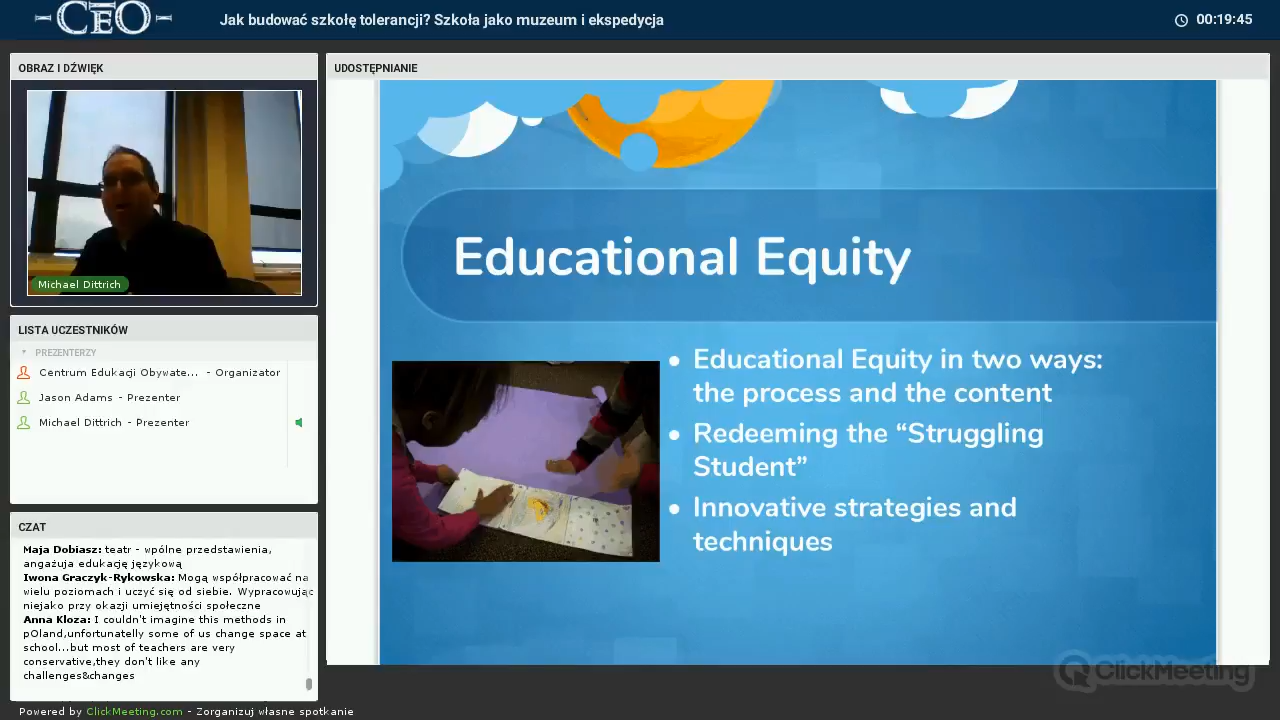 CEO
Jak budować szkołę tolerancji? Szkoła jako muzeum i ekspedycja
00:19:45
OBRAZ I DŹWIĘK
Michael Dittrich
LISTA UCZESTNIKÓW
PREZENTERZY
Centrum Edukacji Obywate... - Organizator
Jason Adams - Prezenter
Michael Dittrich - Prezenter
CZAT
Maja Dobiasz: teatr - wpólne przedstawienia,
angażuja edukację językową
Iwona Graczyk-Rykowska: Mogą współpracować na
wielu poziomach i uczyć się od siebie. Wypracowując
niejako przy okazji umiejętności społeczne
Anna Kloza: I couldn't imagine this methods in
pOland,unfortunatelly some of us change space at
school...but most of teachers are very
conservative,they don't like any
challenges&changes
UDOSTĘPNIANIE
Educational Equity
• Educational Equity in two ways:
the process and the content
• Redeeming the “Struggling
Student”
• Innovative strategies and
techniques
ClickMeeting
Powered by ClickMeeting.com - Zorganizuj własne spotkanie